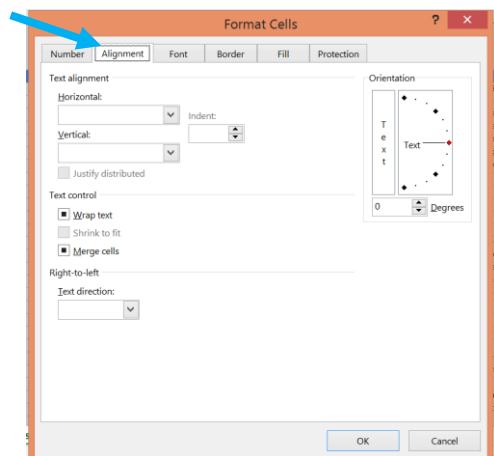 Format Cells ?
Number Alignment Font Border Fill Protection
Text alignment
Horizontal:
Indent:
Vertical:
Justify distributed
Text control
Wrap text
Shrink to fit
Merge cells
Right-to-left
Text direction:
Orientation
Text
Text
0 Degrees
OK Cancel